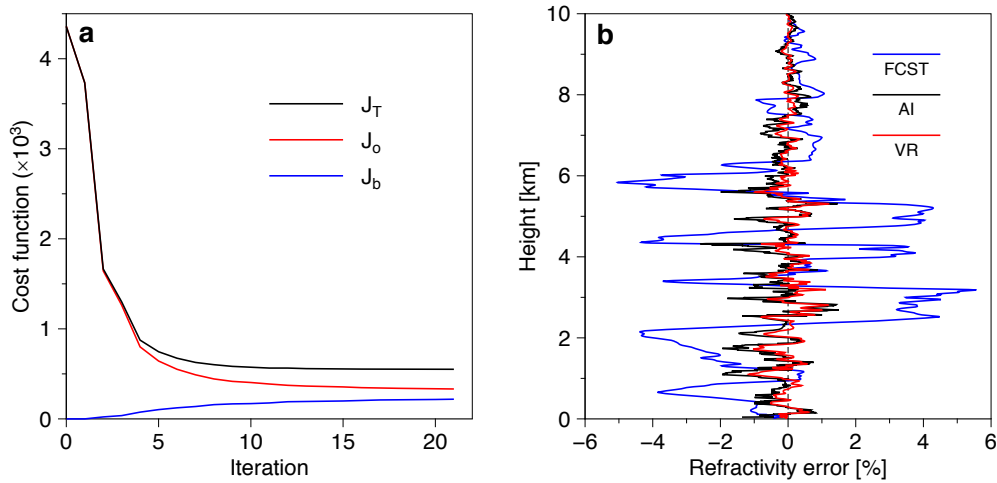 a
4
3
2
1
0
Cost function (×10³)
J_T
J_o
J_b
0
5
10
15
20
Iteration
b
10
8
6
4
2
0
Height [km]
FCST
AI
VR
−6
−4
−2
0
2
4
6
Refractivity error [%]